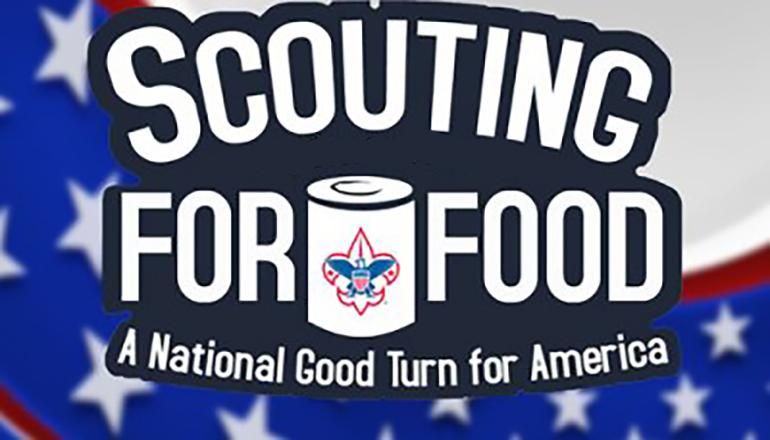 SCOUTING
FOR FOOD
A National Good Turn for America